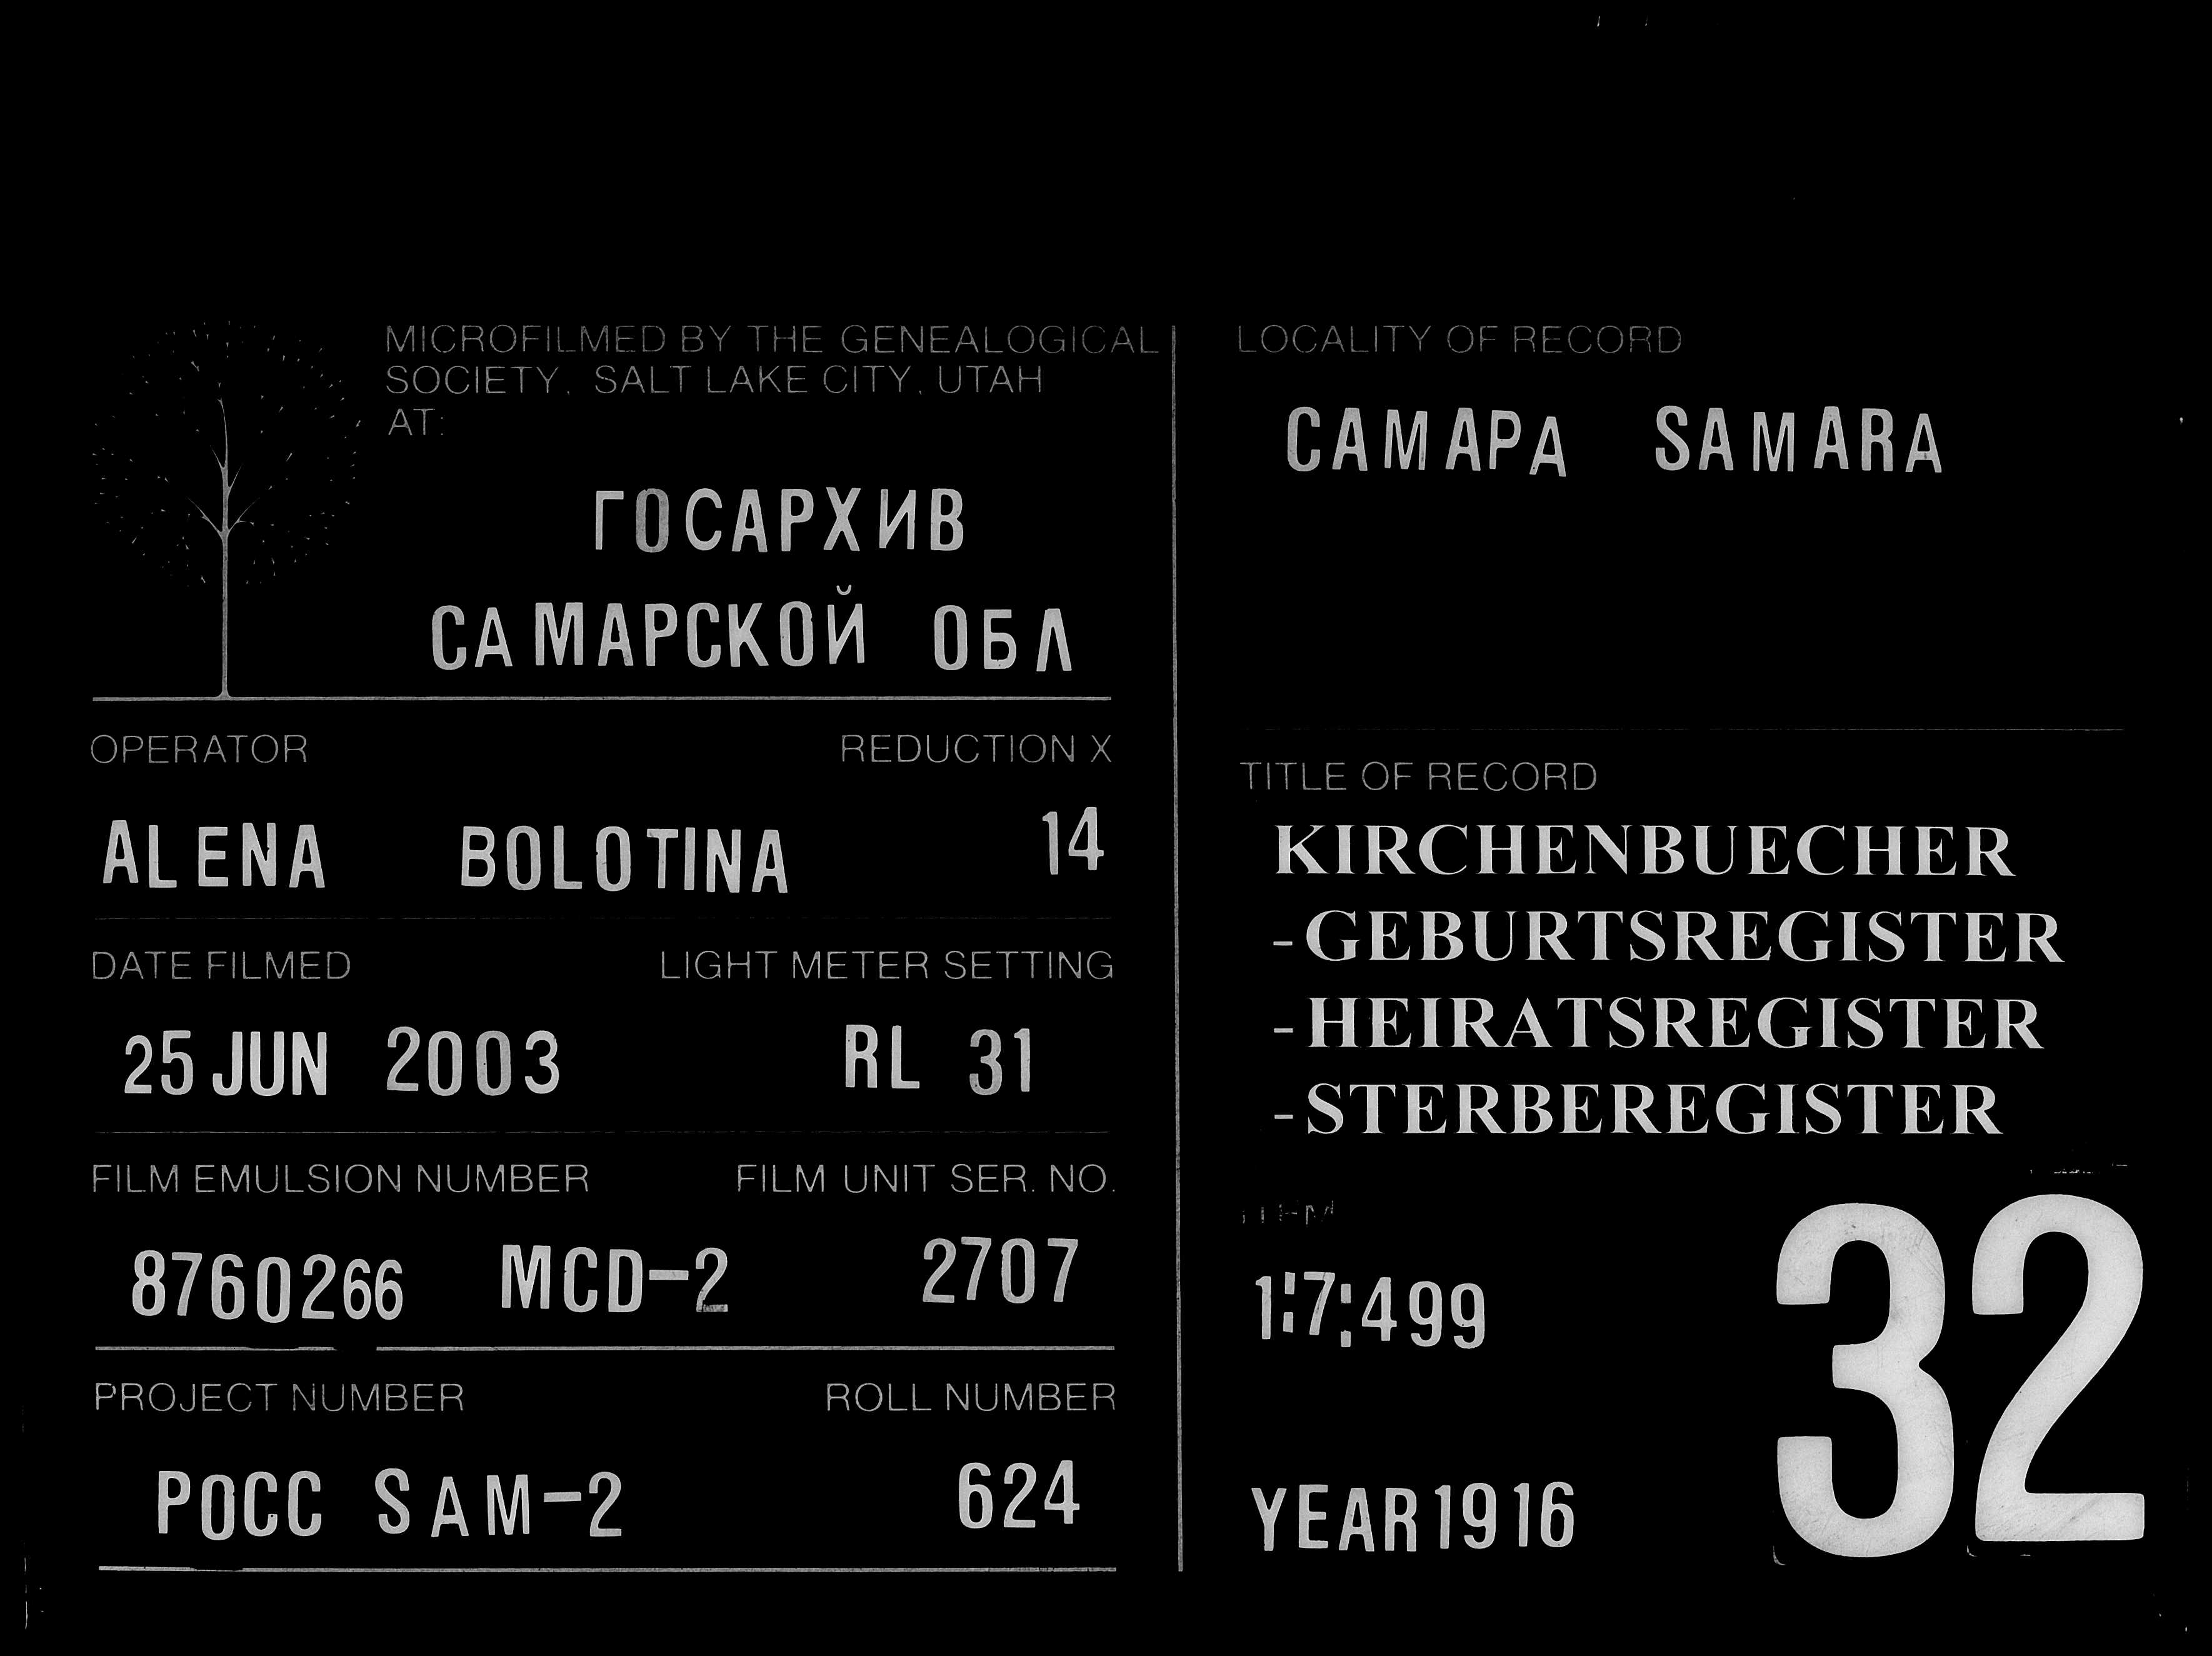 MICROFILMED BY THE GENEALOGICAL
SOCIETY, SALT LAKE CITY, UTAH
AT:
ГОСАРХИВ
САМАРСКОЙ ОБЛ
OPERATOR REDUCTION X
ALENA BOLOTINA 14
DATE FILMED LIGHT METER SETTING
25 JUN 2003 RL 31
FILM EMULSION NUMBER FILM UNIT SER. NO.
8760266 MCD-2 2707
PROJECT NUMBER ROLL NUMBER
РОСС SAM-2 624
LOCALITY OF RECORD
САМАРА SAMARA
TITLE OF RECORD
KIRCHENBUECHER
-GEBURTSREGISTER
-HEIRATSREGISTER
-STERBEREGISTER
ITEM
1:7:499
32
YEAR 1916